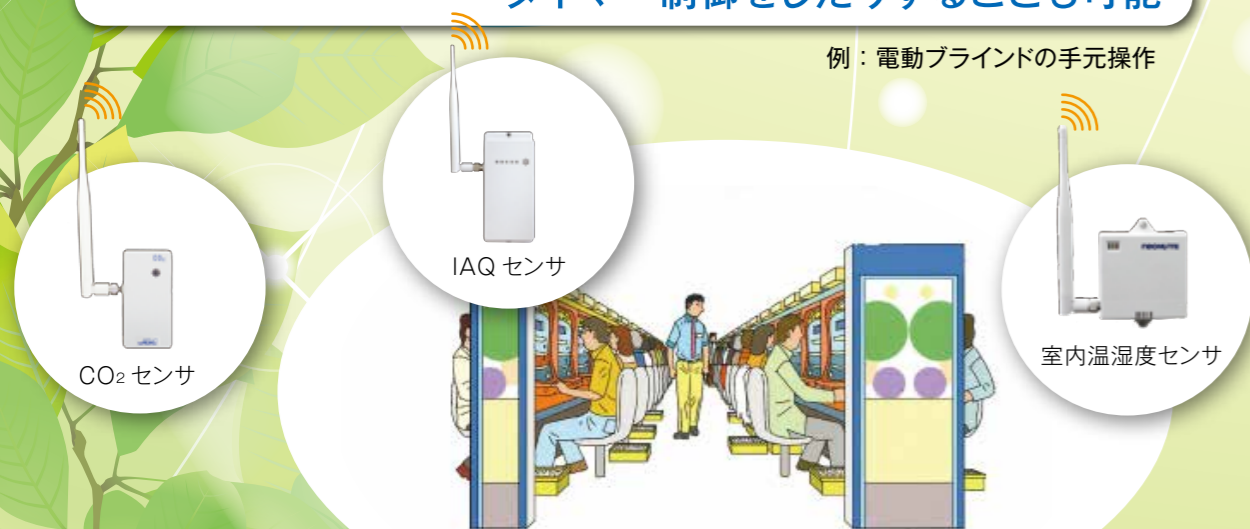 タイマー制御をしたりすることも可能
例：電動ブラインドの手元操作
IAQ センサ
CO2 センサ
室内温湿度センサ